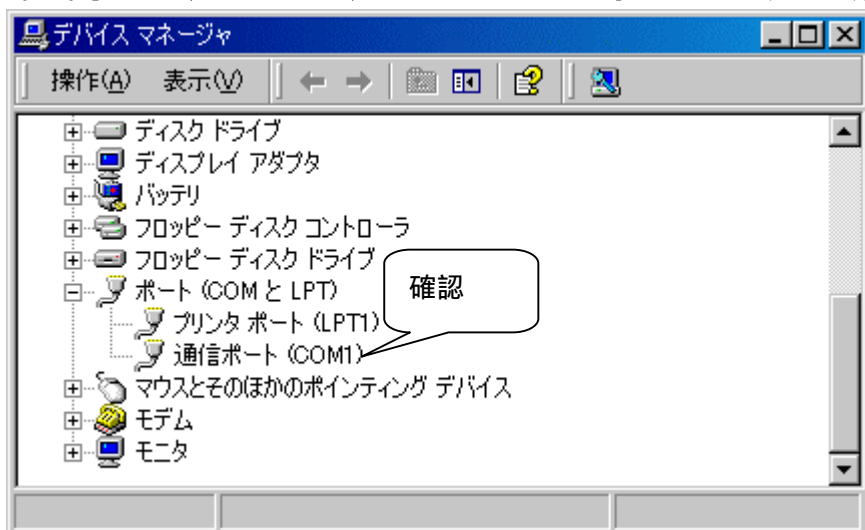 デバイス マネージャ
操作(A) 表示(V)
ディスク ドライブ
ディスプレイ アダプタ
バッテリ
フロッピー ディスク コントローラ
フロッピー ディスク ドライブ
ポート (COM と LPT)
確認
プリンタ ポート (LPT1)
通信ポート (COM1)
マウスとそのほかのポインティング デバイス
モデム
モニタ